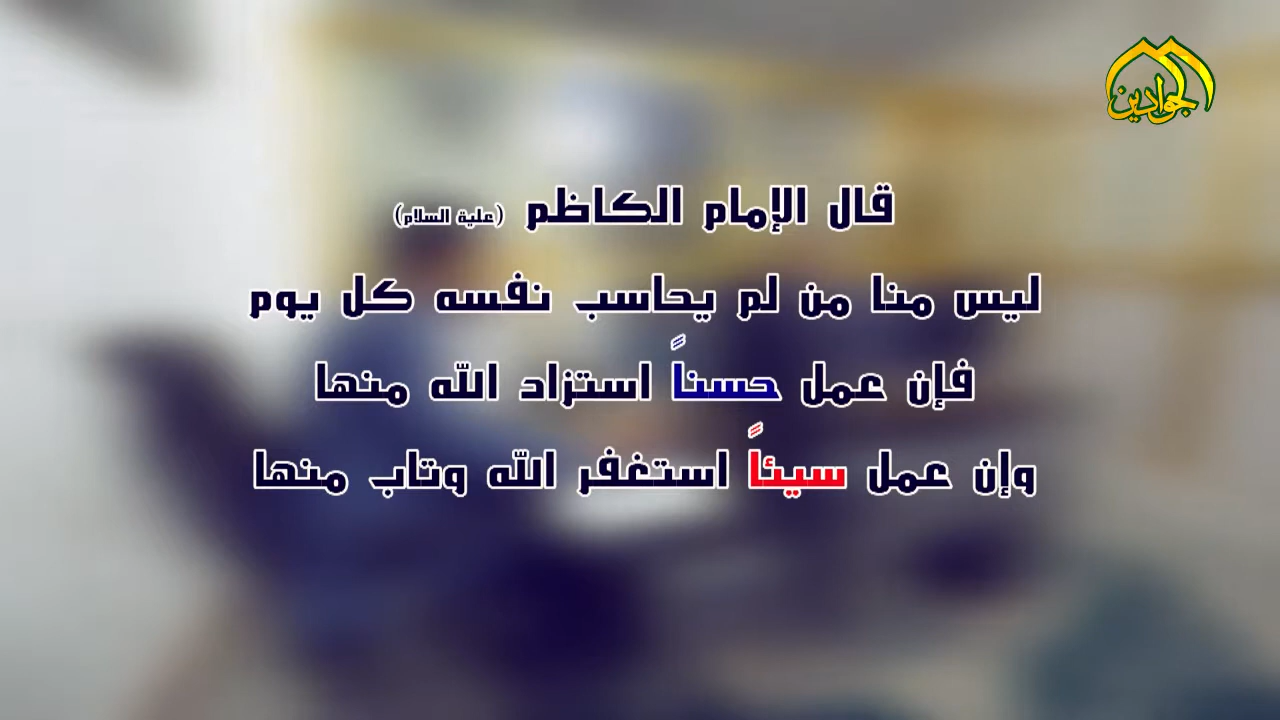 الجوادين
قال الإمام الكاظم (علية السلام)
ليس منا من لم يحاسب نفسه كل يوم
فإن عمل حسناً استزاد الله منها
وإن عمل سيئاً استغفر الله وتاب منها